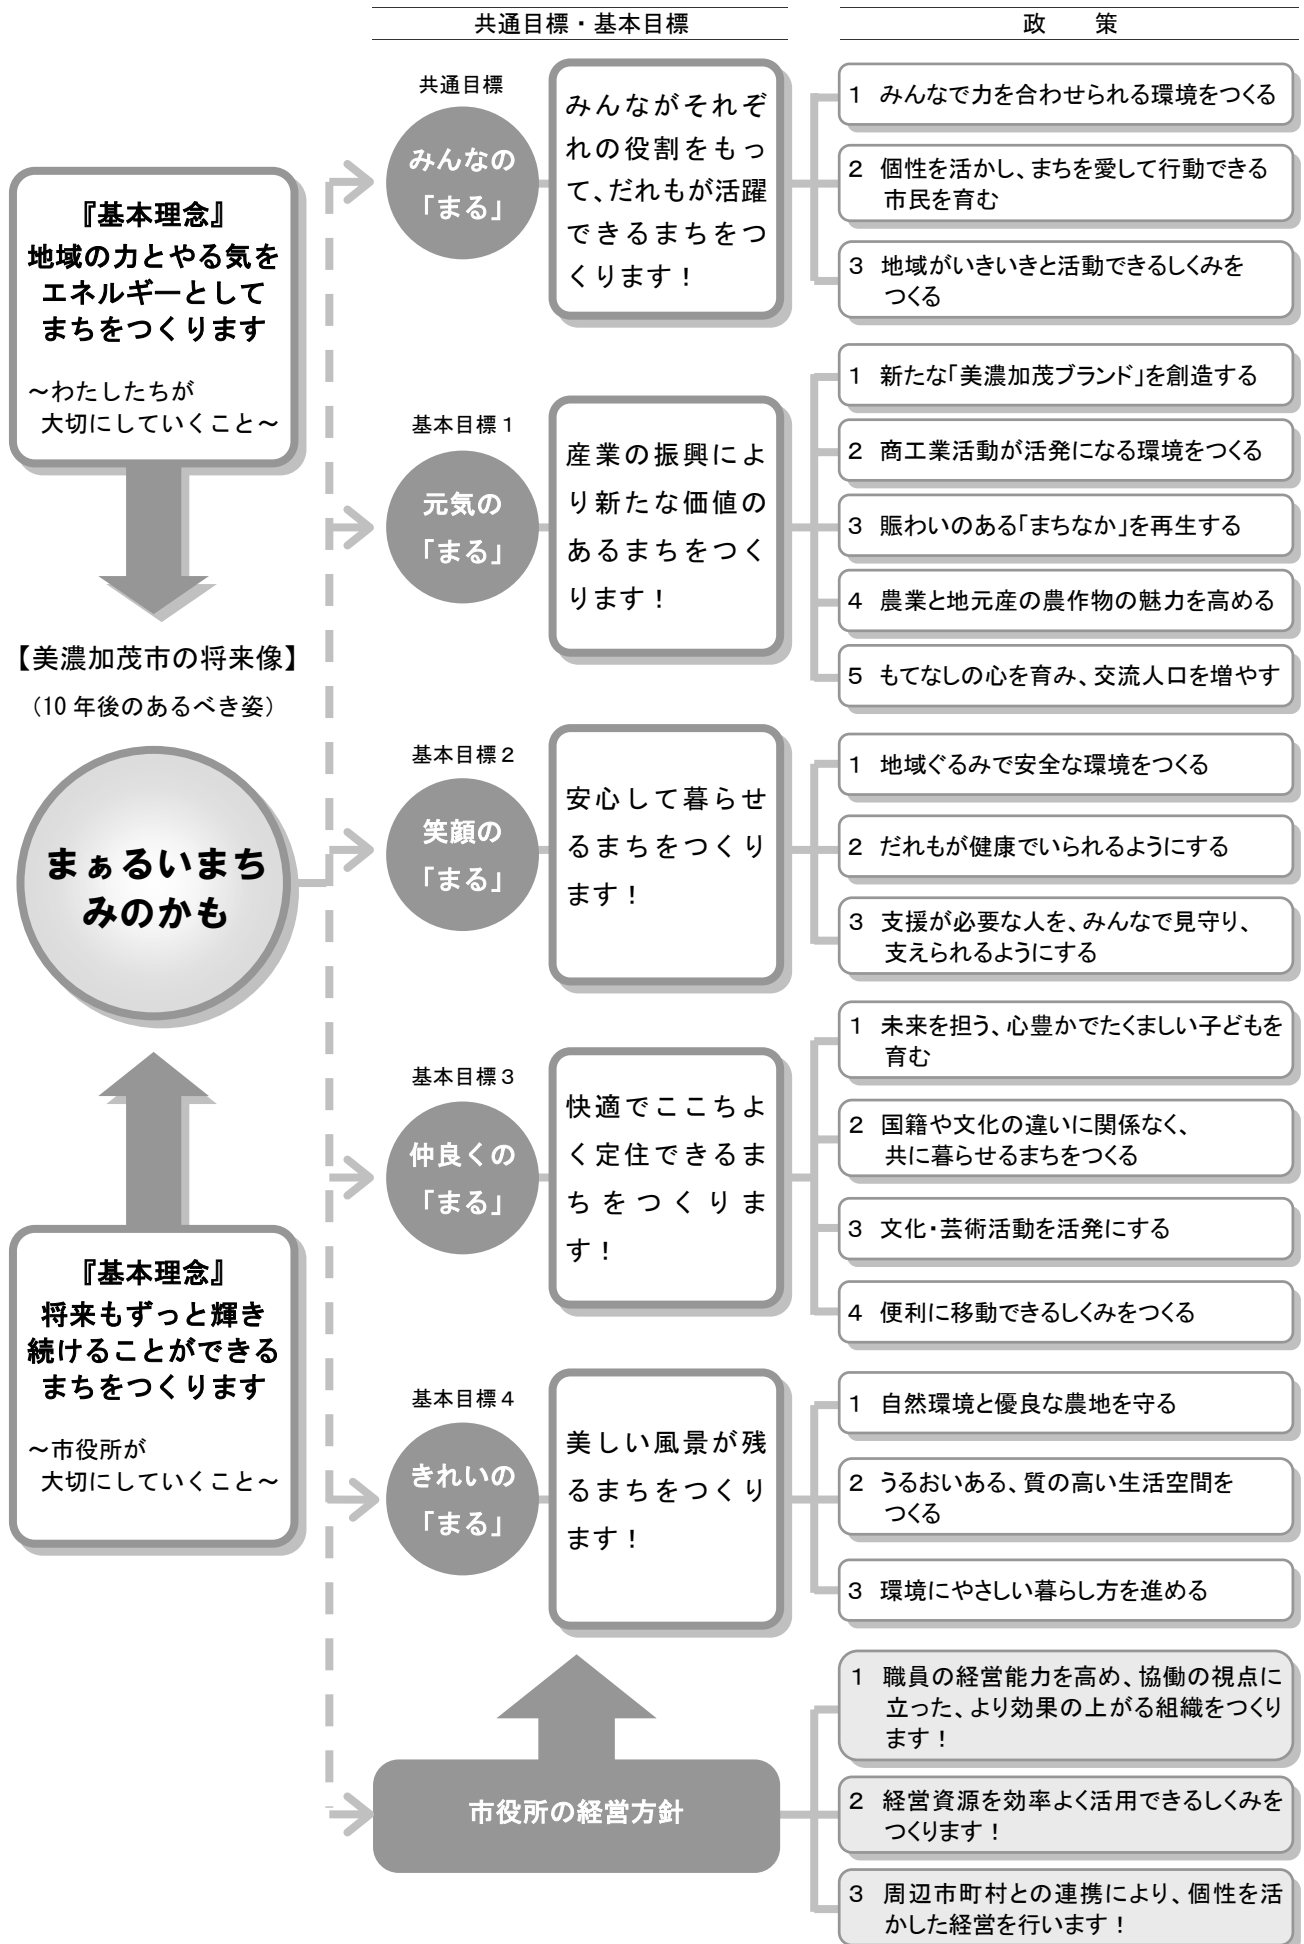 共通目標・基本目標
政　　策
『基本理念』
地域の力とやる気を
エネルギーとして
まちをつくります
～わたしたちが
大切にしていくこと～
【美濃加茂市の将来像】
（10 年後のあるべき姿）
まぁるいまち
みのかも
『基本理念』
将来もずっと輝き
続けることができる
まちをつくります
～市役所が
大切にしていくこと～
共通目標
みんなの
「まる」
みんながそれぞ
れの役割をもっ
て、だれもが活躍
できるまちをつ
くります！
1　みんなで力を合わせられる環境をつくる
2　個性を活かし、まちを愛して行動できる
市民を育む
3　地域がいきいきと活動できるしくみを
つくる
基本目標１
元気の
「まる」
産業の振興によ
り新たな価値の
あるまちをつく
ります！
1　新たな「美濃加茂ブランド」を創造する
2　商工業活動が活発になる環境をつくる
3　賑わいのある「まちなか」を再生する
4　農業と地元産の農作物の魅力を高める
5　もてなしの心を育み、交流人口を増やす
基本目標２
笑顔の
「まる」
安心して暮らせ
るまちをつくり
ます！
1　地域ぐるみで安全な環境をつくる
2　だれもが健康でいられるようにする
3　支援が必要な人を、みんなで見守り、
支えられるようにする
基本目標３
仲良くの
「まる」
快適でここちよ
く定住できるま
ちをつくりま
す！
1　未来を担う、心豊かでたくましい子どもを
育む
2　国籍や文化の違いに関係なく、
共に暮らせるまちをつくる
3　文化・芸術活動を活発にする
4　便利に移動できるしくみをつくる
基本目標４
きれいの
「まる」
美しい風景が残
るまちをつくり
ます！
1　自然環境と優良な農地を守る
2　うるおいある、質の高い生活空間を
つくる
3　環境にやさしい暮らし方を進める
市役所の経営方針
1　職員の経営能力を高め、協働の視点に
立った、より効果の上がる組織をつくり
ます！
2　経営資源を効率よく活用できるしくみを
つくります！
3　周辺市町村との連携により、個性を活
かした経営を行います！